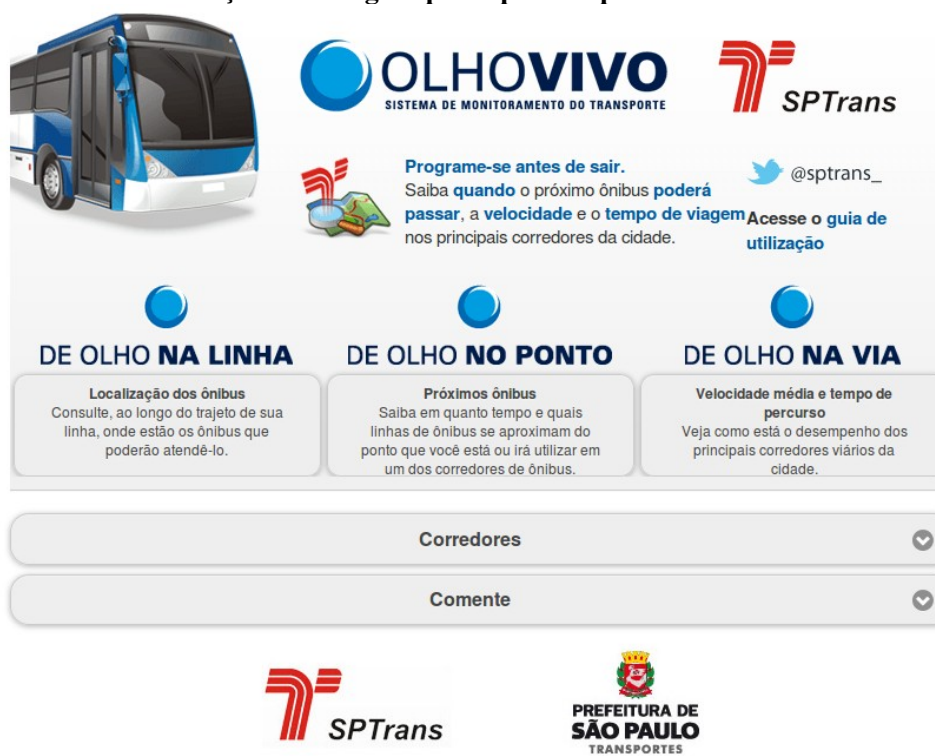 OLHOVIVO
SISTEMA DE MONITORAMENTO DO TRANSPORTE
SPTrans
Programe-se antes de sair.
Saiba quando o próximo ônibus poderá
passar, a velocidade e o tempo de viagem
nos principais corredores da cidade.
@sptrans_
Acesse o guia de
utilização
DE OLHO NA LINHA
Localização dos ônibus
Consulte, ao longo do trajeto de sua
linha, onde estão os ônibus que
poderão atendê-lo.
DE OLHO NO PONTO
Próximos ônibus
Saiba em quanto tempo e quais
linhas de ônibus se aproximam do
ponto que você está ou irá utilizar em
um dos corredores de ônibus.
DE OLHO NA VIA
Velocidade média e tempo de
percurso
Veja como está o desempenho dos
principais corredores viários da
cidade.
Corredores
Comente
SPTrans
PREFEITURA DE
SÃO PAULO
TRANSPORTES